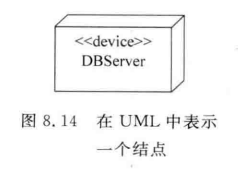 <<device>>
DBServer
图 8.14 在 UML 中表示
一个结点